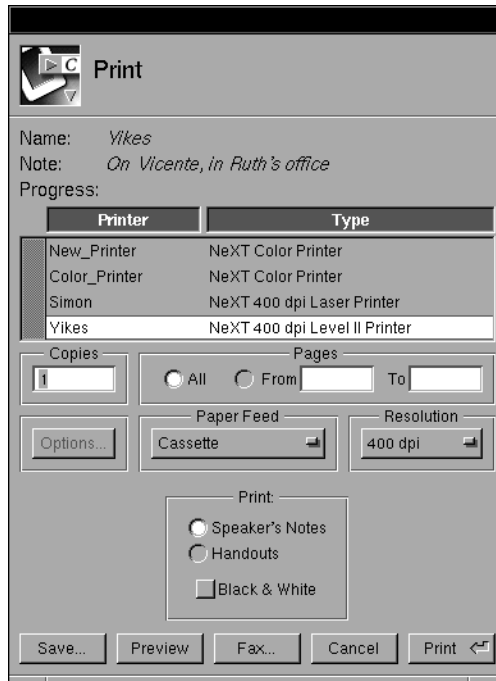 C
Print
Name: Yikes
Note: On Vicente, in Ruth's office
Progress:
Printer Type
New_Printer NeXT Color Printer
Color_Printer NeXT Color Printer
Simon NeXT 400 dpi Laser Printer
Yikes NeXT 400 dpi Level II Printer
Copies Pages
1 All From To
Paper Feed Resolution
Options... Cassette 400 dpi
Print:
Speaker's Notes
Handouts
Black & White
Save... Preview Fax... Cancel Print